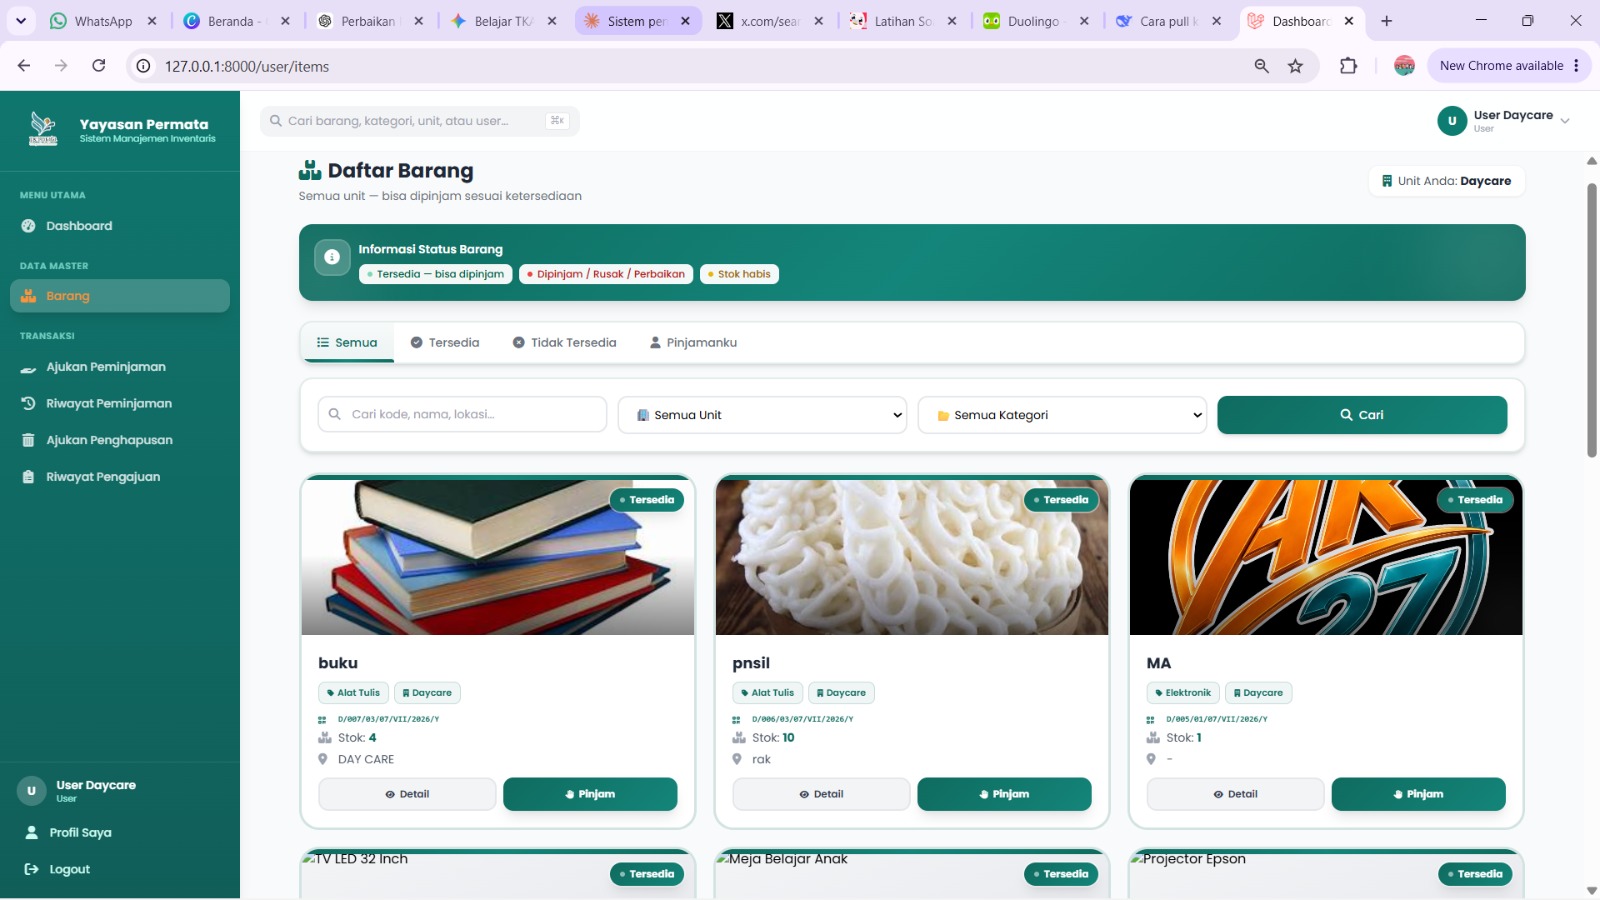 WhatsApp
Beranda -
Perbaikan
Belajar TKA
Sistem per
x.com/sear
Latihan So
Duolingo -
Cara pull k
Dashboard
127.0.0.1:8000/user/items
New Chrome available
Yayasan Permata
Sistem Manajemen Inventaris
Cari barang, kategori, unit, atau user...
⌘K
U
User Daycare
User
MENU UTAMA
Dashboard
DATA MASTER
Barang
TRANSAKSI
Ajukan Peminjaman
Riwayat Peminjaman
Ajukan Penghapusan
Riwayat Pengajuan
U
User Daycare
User
Profil Saya
Logout
Daftar Barang
Semua unit — bisa dipinjam sesuai ketersediaan
Unit Anda: Daycare
Informasi Status Barang
Tersedia — bisa dipinjam
Dipinjam / Rusak / Perbaikan
Stok habis
Semua
Tersedia
Tidak Tersedia
Pinjamanku
Cari kode, nama, lokasi...
Semua Unit
Semua Kategori
Cari
Tersedia
buku
Alat Tulis
Daycare
D/007/03/07/VII/2026/Y
Stok: 4
DAY CARE
Detail
Pinjam
Tersedia
pnsil
Alat Tulis
Daycare
D/006/03/07/VII/2026/Y
Stok: 10
rak
Detail
Pinjam
AK
27
Tersedia
MA
Elektronik
Daycare
D/005/01/07/VII/2026/Y
Stok: 1
-
Detail
Pinjam
TV LED 32 Inch
Tersedia
Meja Belajar Anak
Tersedia
Projector Epson
Tersedia